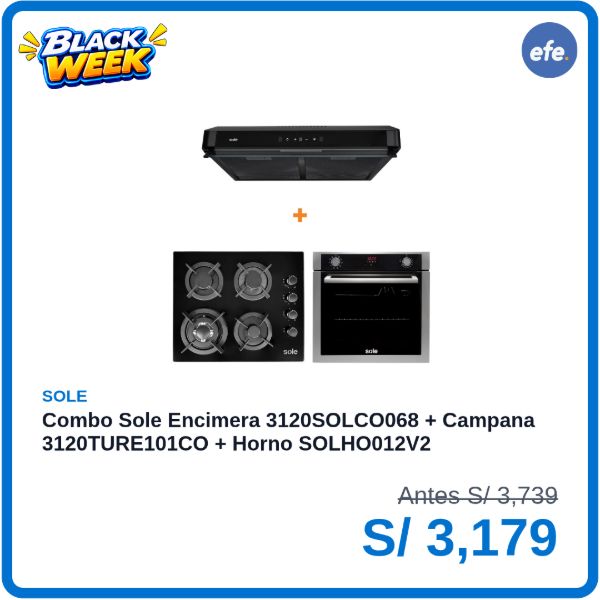 BLACK
WEEK
efe.
sole
sole
sole
SOLE
Combo Sole Encimera 3120SOLCO068 + Campana
3120TURE101CO + Horno SOLHO012V2
Antes S/ 3,739
S/ 3,179